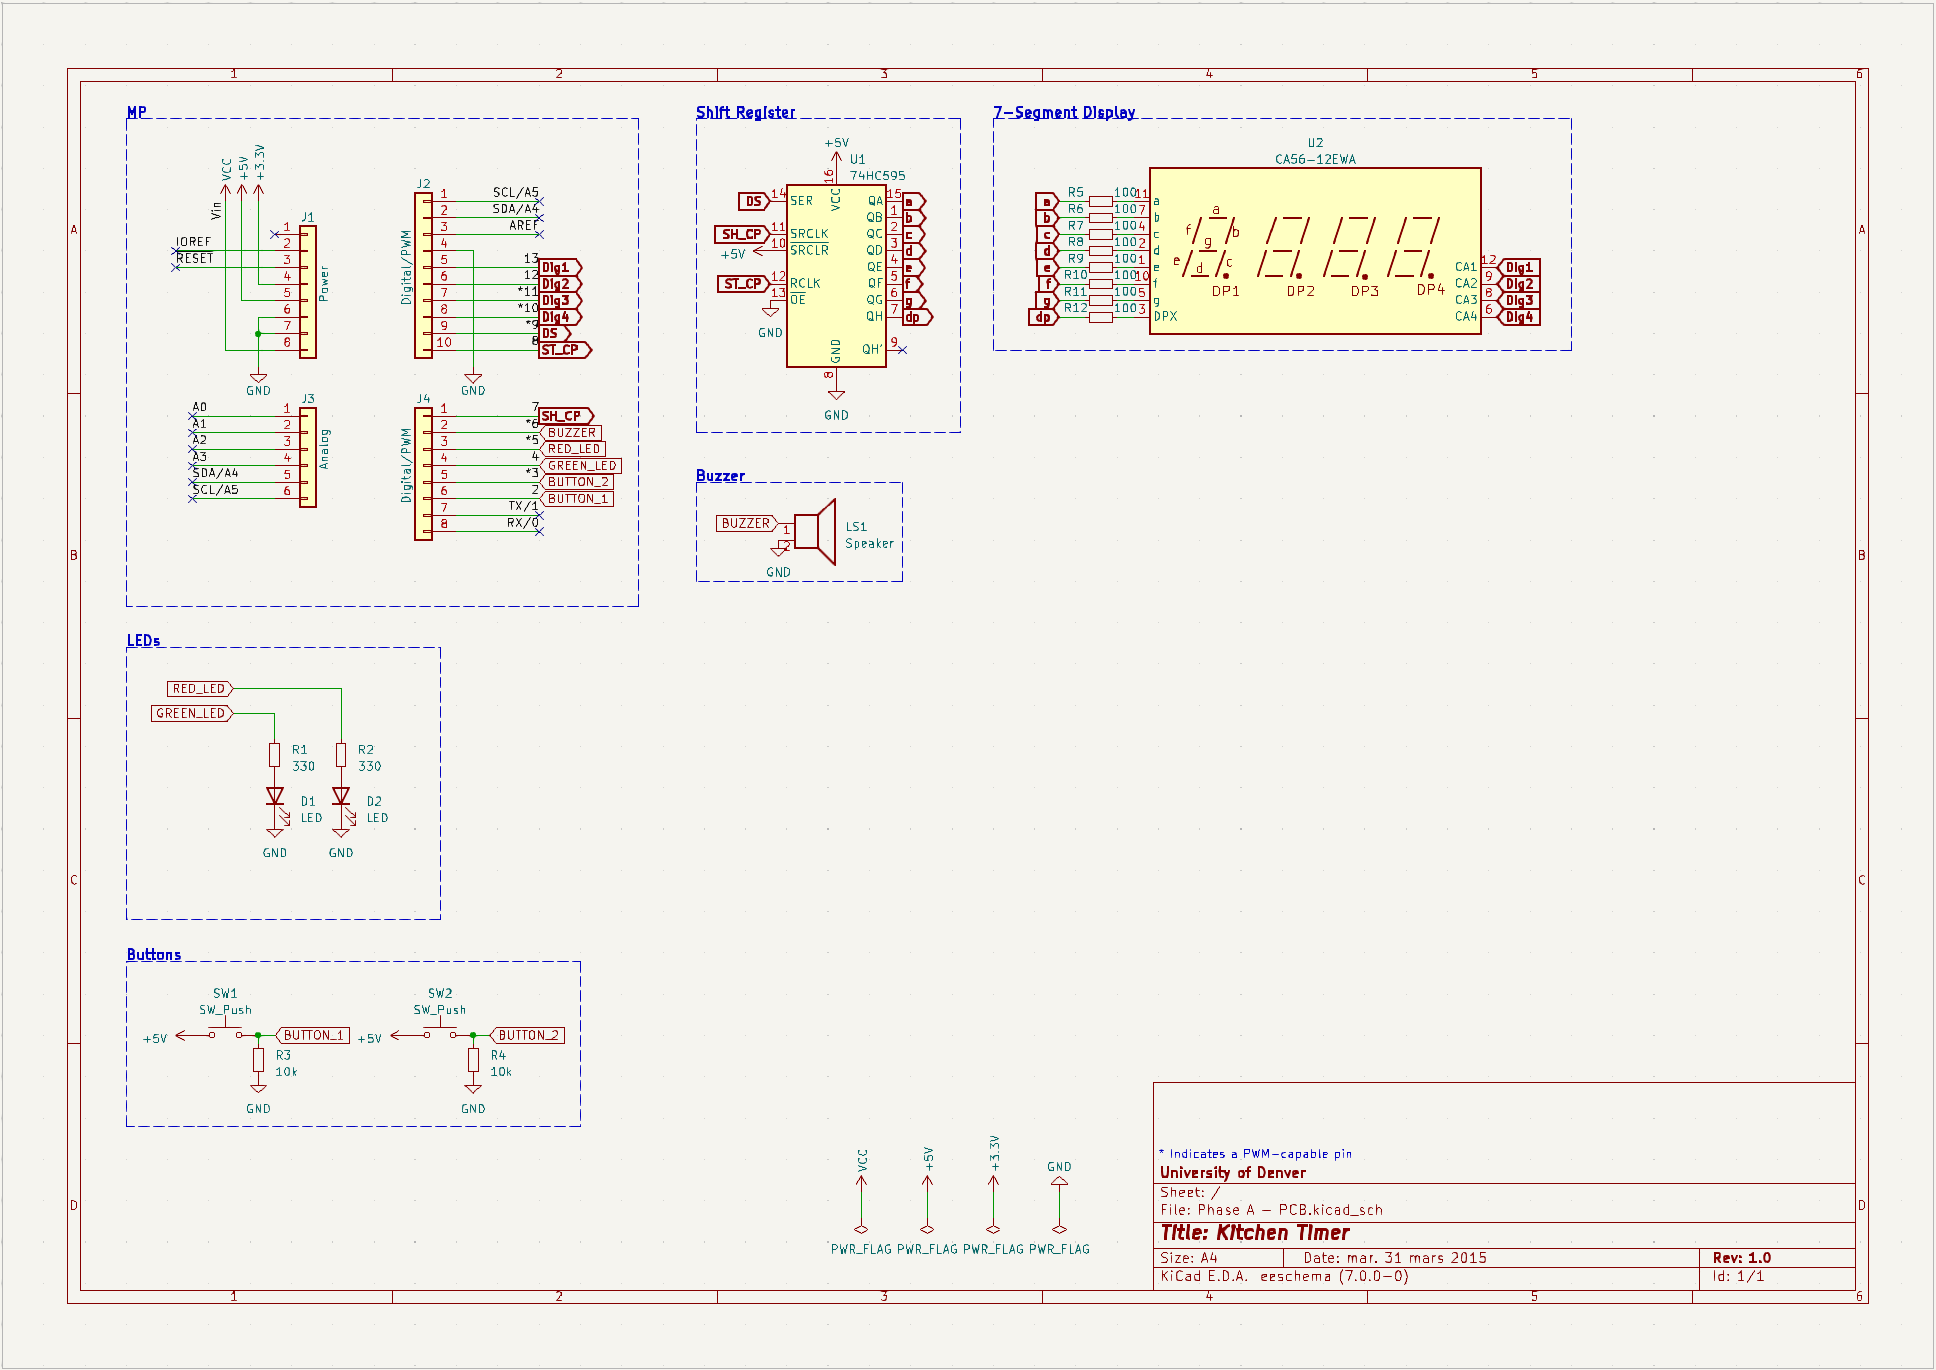 1 2 3 4 5 6
A
B
C
D
MP
VCC
+5V
+3.3V
Vin
IOREF
RESET
J1
1
2
3
4
5
6
7
8
Power
GND
J2
1
2
3
4
5
6
7
8
9
10
Digital/PWM
SCL/A5
SDA/A4
AREF
13 Dig1
12 Dig2
*11 Dig3
*10 Dig4
*9 DS
8 ST_CP
GND
J3
A0 1
A1 2
A2 3
A3 4
SDA/A4 5
SCL/A5 6
Analog
J4
1
2
3
4
5
6
7
8
Digital/PWM
7 SH_CP
*6 BUZZER
*5 RED_LED
4 GREEN_LED
*3 BUTTON_2
2 BUTTON_1
TX/1
RX/0
Shift Register
+5V
U1
74HC595
16
VCC
DS 14 SER
SH_CP 11 SRCLK
+5V 10 SRCLR
ST_CP 12 RCLK
13 OE
GND
QA 15 a
QB 1 b
QC 2 c
QD 3 d
QE 4 e
QF 5 f
QG 6 g
QH 7 dp
QH' 9
GND
8
GND
7-Segment Display
U2
CA56-12EWA
a R5 100 11 a
b R6 100 7 b
c R7 100 4 c
d R8 100 2 d
e R9 100 1 e
f R10 100 10 f
g R11 100 5 g
dp R12 100 3 DPX
a
f b
g
e c
d
DP1 DP2 DP3 DP4
CA1 12 Dig1
CA2 9 Dig2
CA3 8 Dig3
CA4 6 Dig4
Buzzer
BUZZER
1
2
GND
LS1
Speaker
LEDs
RED_LED
GREEN_LED
R1
330
R2
330
D1
LED
D2
LED
GND GND
Buttons
SW1
SW_Push
+5V
BUTTON_1
R3
10k
GND
SW2
SW_Push
+5V
BUTTON_2
R4
10k
GND
VCC +5V +3.3V GND
PWR_FLAG PWR_FLAG PWR_FLAG PWR_FLAG
* Indicates a PWM-capable pin
University of Denver
Sheet: /
File: Phase A - PCB.kicad_sch
Title: Kitchen Timer
Size: A4 Date: mar. 31 mars 2015 Rev: 1.0
KiCad E.D.A. eeschema (7.0.0-0) Id: 1/1
A
B
C
D
1 2 3 4 5 6